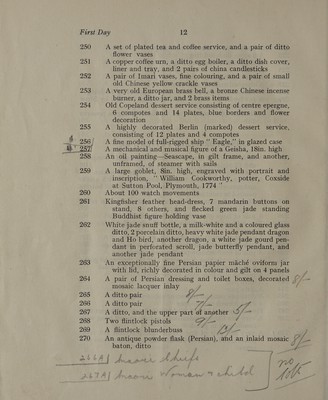 First Day 12
250 A set of plated tea and coffee service, and a pair of ditto
flower vases
251 A copper coffee urn, a ditto egg boiler, a ditto dish cover,
liner and tray, and 2 pairs of china candlesticks
252 A pair of Imari vases, fine colouring, and a pair of small
old Chinese yellow crackle vases
253 A very old European brass bell, a bronze Chinese incense
burner, a ditto jar, and 2 brass items
254 Old Copeland dessert service consisting of centre epergne,
6 compotes and 14 plates, blue borders and flower
decoration
255 A highly decorated Berlin (marked) dessert service,
consisting of 12 plates and 4 compotes
256 A fine model of full-rigged ship " Eagle," in glazed case
257 A mechanical and musical figure of a Geisha, 18in. high
258 An oil painting—Seascape, in gilt frame, and another,
unframed, of steamer with sails
259 A large goblet, 8in. high, engraved with portrait and
inscription, " William Cookworthy, potter, Coxside
at Sutton Pool, Plymouth, 1774 "
260 About 100 watch movements
261 Kingfisher feather head-dress, 7 mandarin buttons on
stand, 8 others, and flecked green jade standing
Buddhist figure holding vase
262 White jade snuff bottle, a milk-white and a coloured glass
ditto, 2 porcelain ditto, heavy white jade pendant dragon
and Ho bird, another dragon, a white jade gourd pen-
dant in perforated scroll, jade butterfly pendant, and
another jade pendant
263 An exceptionally fine Persian papier mâché oviform jar
with lid, richly decorated in colour and gilt on 4 panels
264 A pair of Persian dressing and toilet boxes, decorated
mosaic lacquer inlay
265 A ditto pair
266 A ditto pair
267 A ditto, and the upper part of another 5/-
268 Two flintlock pistols
269 A flintlock blunderbuss
270 An antique powder flask (Persian), and an inlaid mosaic
baton, ditto
266A
267A Woman & child
no
lots